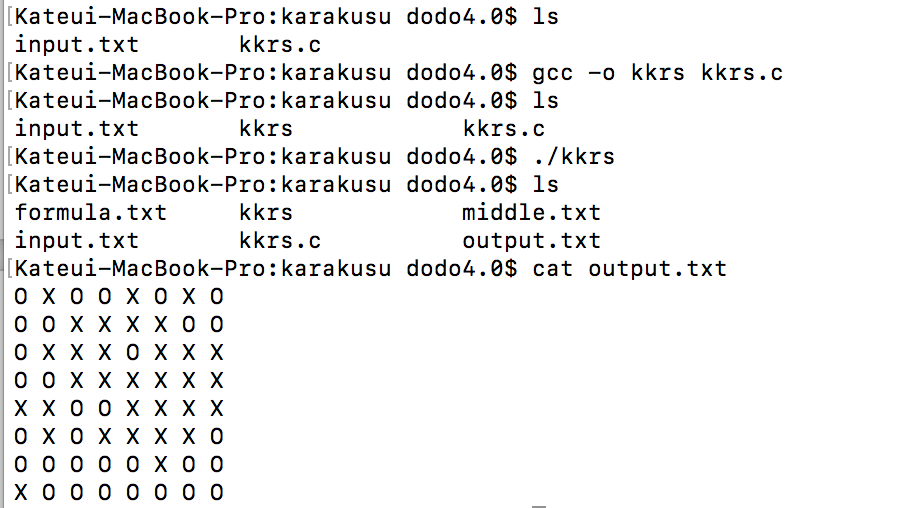 [Kateui-MacBook-Pro:karakusu dodo4.0$ ls
input.txt kkrs.c
[Kateui-MacBook-Pro:karakusu dodo4.0$ gcc -o kkrs kkrs.c
[Kateui-MacBook-Pro:karakusu dodo4.0$ ls
input.txt kkrs kkrs.c
[Kateui-MacBook-Pro:karakusu dodo4.0$ ./kkrs
[Kateui-MacBook-Pro:karakusu dodo4.0$ ls
formula.txt kkrs middle.txt
input.txt kkrs.c output.txt
[Kateui-MacBook-Pro:karakusu dodo4.0$ cat output.txt
O X O O X O X O
O O X X X X O O
O X X X O X X X
O O X X X X X X
X X O O X X X X
O X O X X X X O
O O O O O X O O
X O O O O O O O